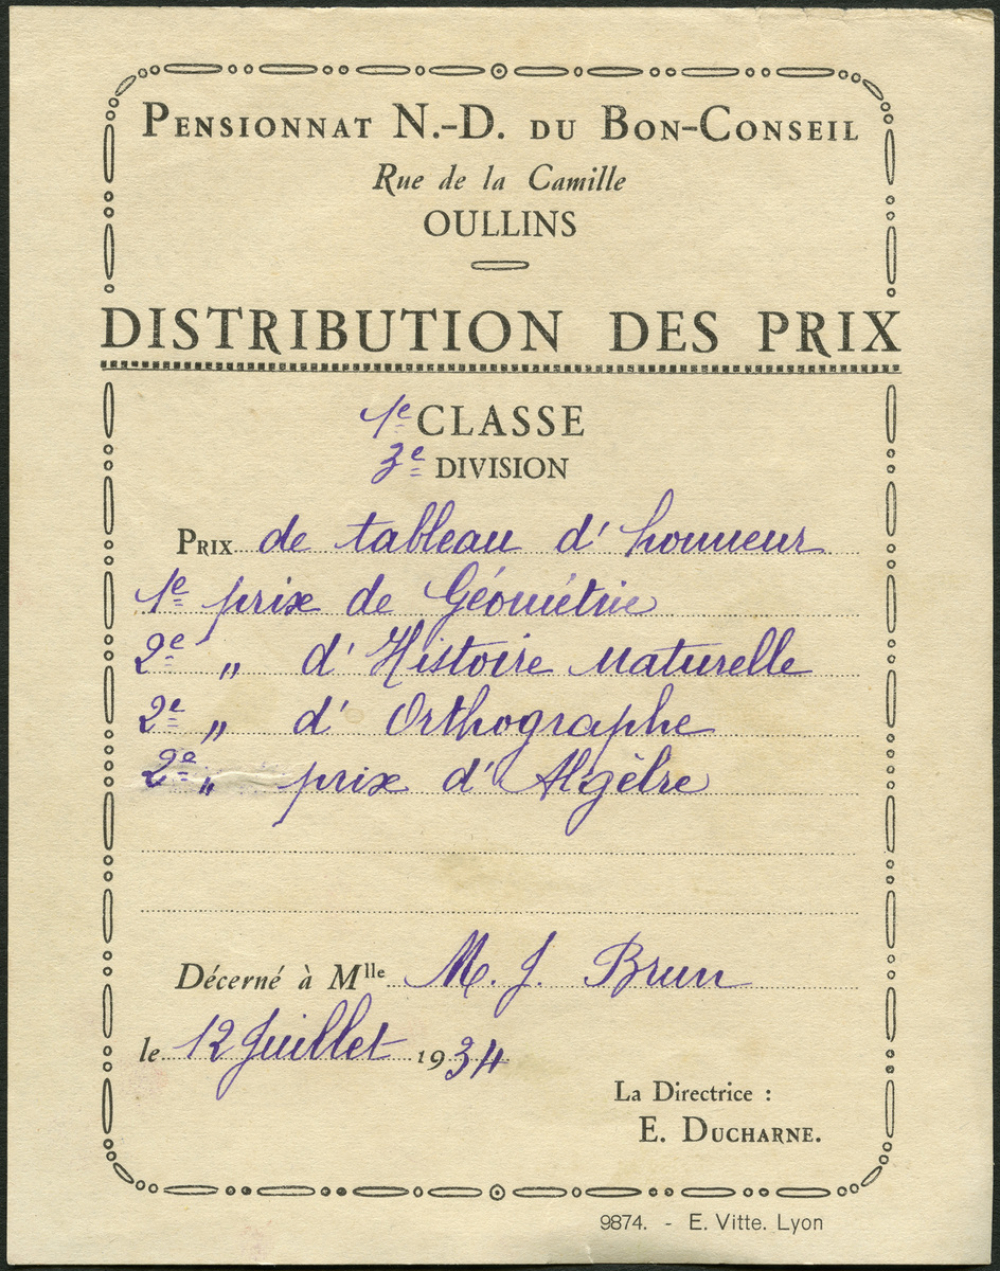 PENSIONNAT N.-D. DU BON-CONSEIL
Rue de la Camille
OULLINS
DISTRIBUTION DES PRIX
1e CLASSE
3e DIVISION
PRIX de tableau d'honneur
1e prix de Géométrie
2e " d'Histoire naturelle
2e " d'Orthographe
2e " prix d'Algèbre
Décerné à Mlle M. J. Brun
le 12 Juillet 1934
La Directrice :
E. DUCHARNE.
9874. - E. Vitte. Lyon